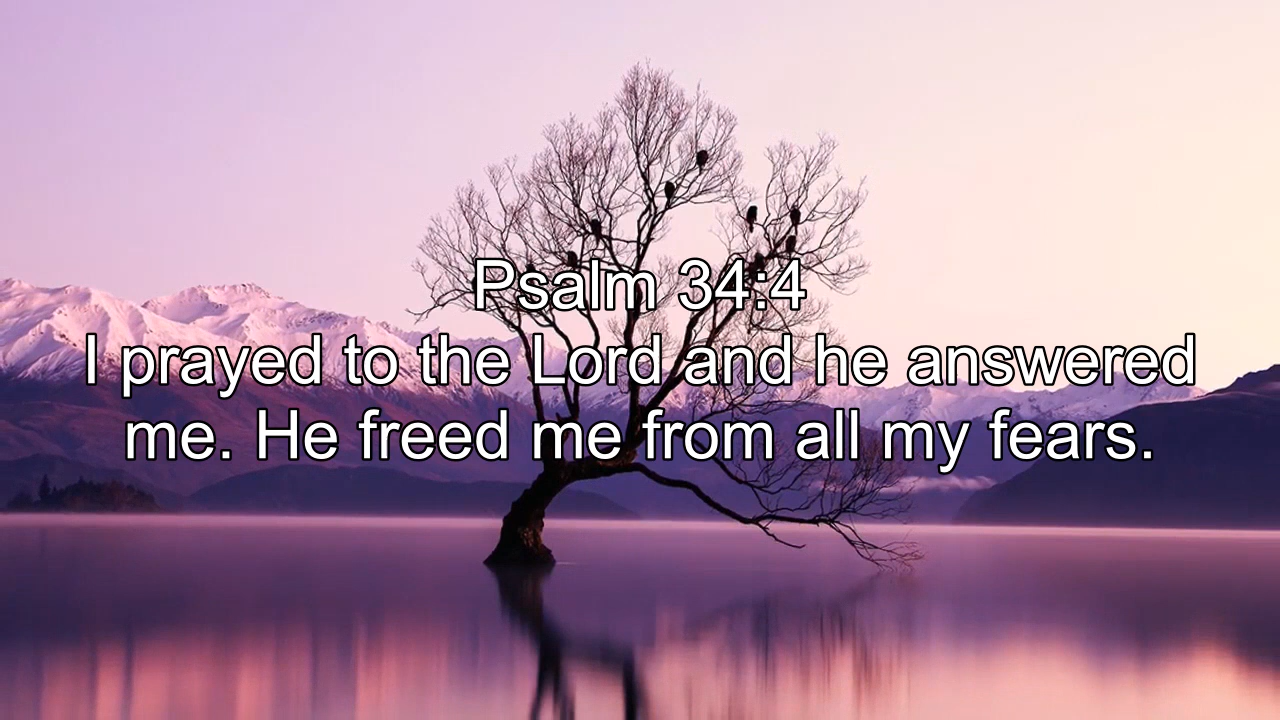 Psalm 34:4
I prayed to the Lord and he answered
me. He freed me from all my fears.